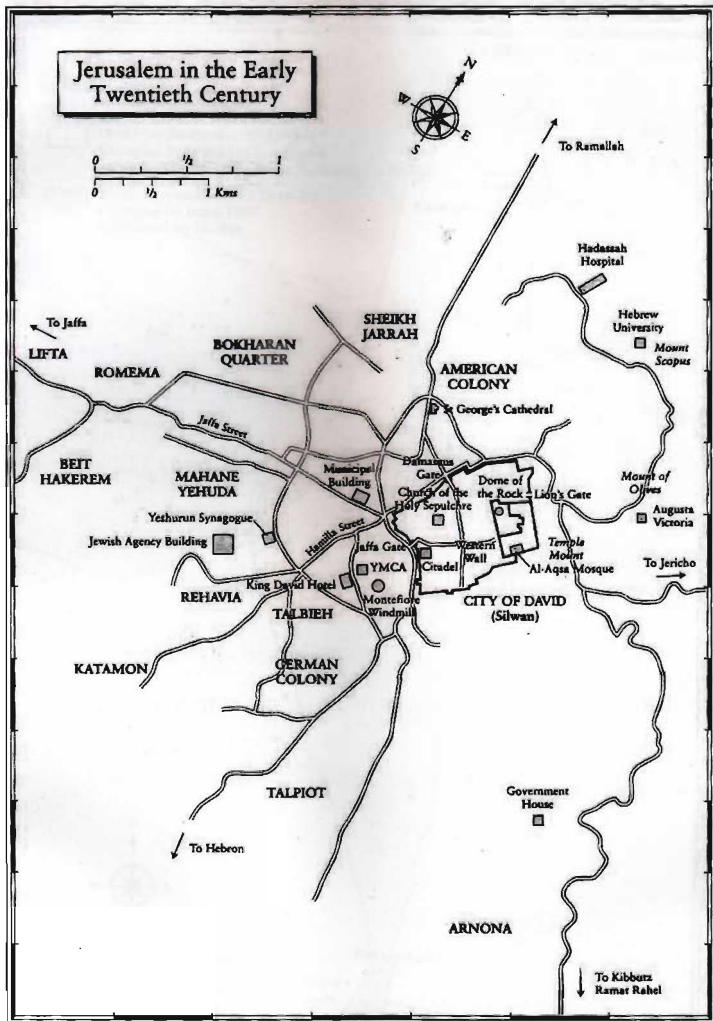 Jerusalem in the Early
Twentieth Century
N
W
E
S
0 ½ 1
0 ½ 1 Kms
To Ramallah
Hadassah
Hospital
Hebrew
University
Mount
Scopus
SHEIKH
JARRAH
To Jaffa
LIFTA
BOKHARAN
QUARTER
ROMEMA
AMERICAN
COLONY
St George's Cathedral
Jaffa Street
BEIT
HAKEREM
MAHANE
YEHUDA
Municipal
Building
Damascus
Gate
Church of the
Holy Sepulchre
Dome of
the Rock
Lion's Gate
Mount of
Olives
Augusta
Victoria
Yeshurun Synagogue
Jewish Agency Building
Hamilla Street
Jaffa Gate
Citadel
Western
Wall
Temple
Mount
Al-Aqsa Mosque
To Jericho
YMCA
King David Hotel
Montefiore
Windmill
REHAVIA
TALBIEH
CITY OF DAVID
(Silwan)
KATAMON
GERMAN
COLONY
TALPIOT
Government
House
To Hebron
ARNONA
To Kibbutz
Ramat Rahel